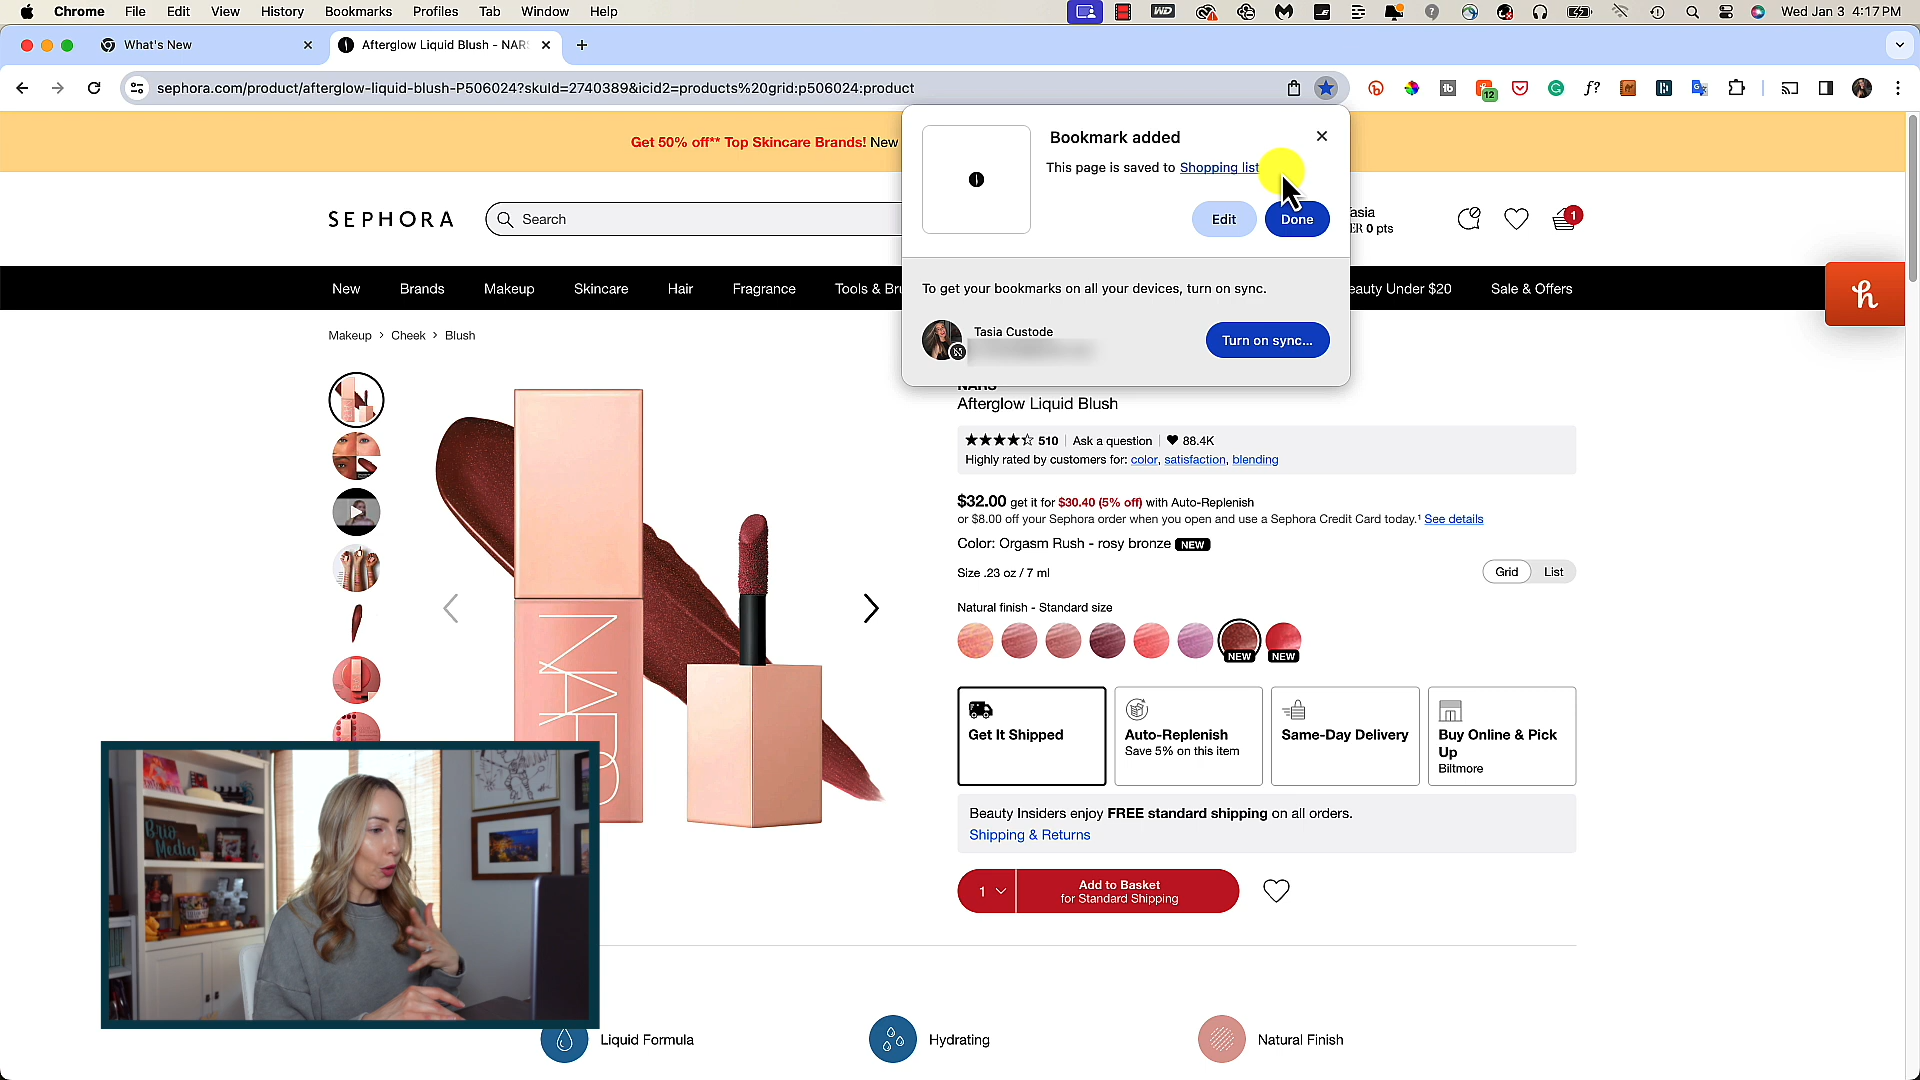 Chrome File Edit View History Bookmarks Profiles Tab Window Help
WD
Wed Jan 3 4:17 PM
What's New
Afterglow Liquid Blush - NAR
sephora.com/product/afterglow-liquid-blush-P506024?skuId=2740389&icid2=products%20grid:p506024:product
12
f?
Get 50% off** Top Skincare Brands! New
Bookmark added
This page is saved to Shopping list
Edit Done
To get your bookmarks on all your devices, turn on sync.
Tasia Custode
Turn on sync...
SEPHORA
Search
asia
ER 0 pts
1
New Brands Makeup Skincare Hair Fragrance Tools & Bru
eauty Under $20 Sale & Offers
h
Makeup > Cheek > Blush
NARS
Afterglow Liquid Blush
510 | Ask a question | 88.4K
Highly rated by customers for: color, satisfaction, blending
$32.00 get it for $30.40 (5% off) with Auto-Replenish
or $8.00 off your Sephora order when you open and use a Sephora Credit Card today.¹ See details
Color: Orgasm Rush - rosy bronze NEW
Size .23 oz / 7 ml
Grid List
Natural finish - Standard size
NEW NEW
Get It Shipped
Auto-Replenish
Save 5% on this item
Same-Day Delivery
Buy Online & Pick
Up
Biltmore
Beauty Insiders enjoy FREE standard shipping on all orders.
Shipping & Returns
1
Add to Basket
for Standard Shipping
NARS
Brio
Media
Liquid Formula
Hydrating
Natural Finish